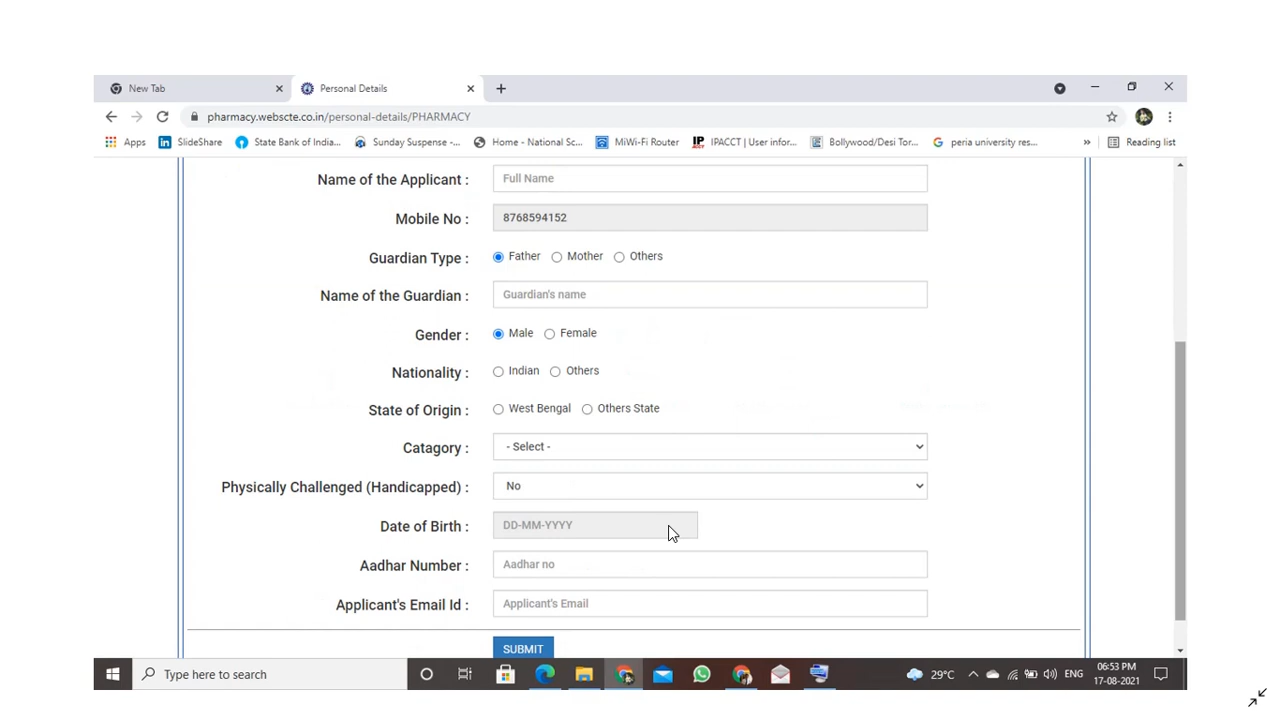 New Tab
Personal Details
pharmacy.webscte.co.in/personal-details/PHARMACY
Apps SlideShare State Bank of India... Sunday Suspense -... Home - National Sc... MiWi-Fi Router IPACCT | User infor... Bollywood/Desi Tor... peria university res... » Reading list
Name of the Applicant : Full Name
Mobile No : 8768594152
Guardian Type : Father Mother Others
Name of the Guardian : Guardian's name
Gender : Male Female
Nationality : Indian Others
State of Origin : West Bengal Others State
Catagory : - Select -
Physically Challenged (Handicapped) : No
Date of Birth : DD-MM-YYYY
Aadhar Number : Aadhar no
Applicant's Email Id : Applicant's Email
SUBMIT
Type here to search
29°C ENG
06:53 PM
17-08-2021